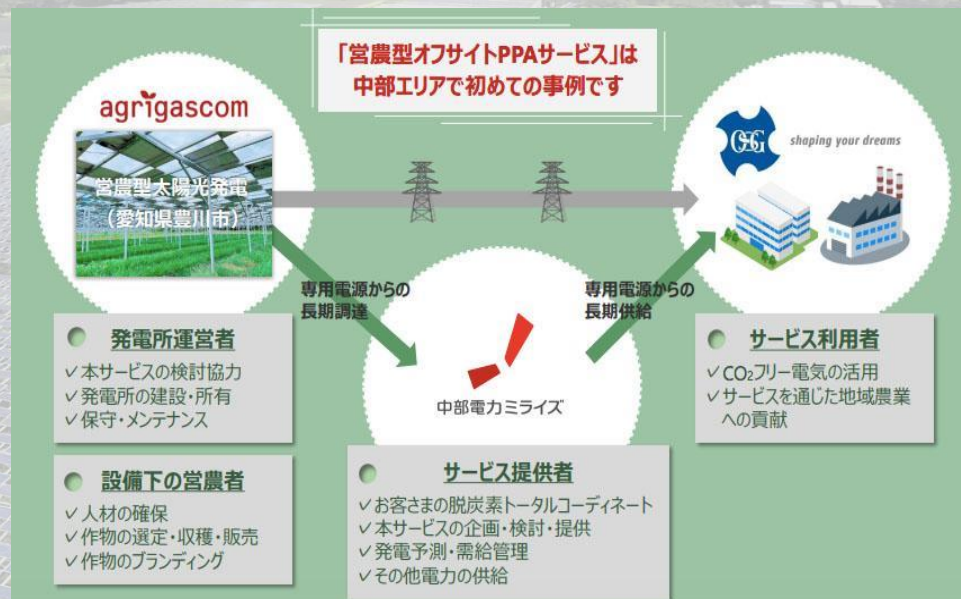 「営農型オフサイトPPAサービス」は
中部エリアで初めての事例です
agrigascom
営農型太陽光発電
（愛知県豊川市）
OSG
shaping your dreams
専用電源からの
長期調達
専用電源からの
長期供給
中部電力ミライズ
発電所運営者
✓本サービスの検討協力
✓発電所の建設・所有
✓保守・メンテナンス
設備下の営農者
✓人材の確保
✓作物の選定・収穫・販売
✓作物のブランディング
サービス提供者
✓お客さまの脱炭素トータルコーディネート
✓本サービスの企画・検討・提供
✓発電予測・需給管理
✓その他電力の供給
サービス利用者
✓CO₂フリー電気の活用
✓サービスを通じた地域農業
への貢献